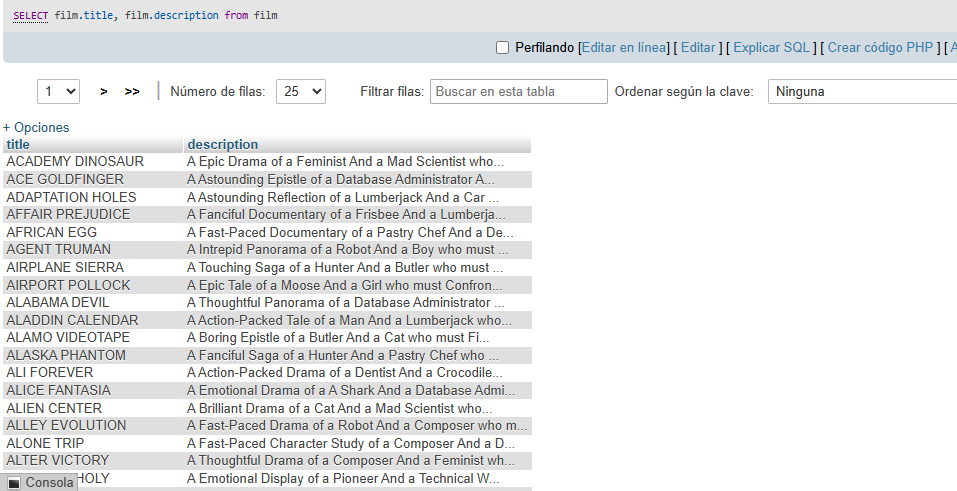 SELECT film.title, film.description from film
Perfilando [Editar en línea] [ Editar ] [ Explicar SQL ] [ Crear código PHP ] [
1 > >> Número de filas: 25 Filtrar filas: Buscar en esta tabla Ordenar según la clave: Ninguna
+ Opciones
title description
ACADEMY DINOSAUR A Epic Drama of a Feminist And a Mad Scientist who...
ACE GOLDFINGER A Astounding Epistle of a Database Administrator A...
ADAPTATION HOLES A Astounding Reflection of a Lumberjack And a Car ...
AFFAIR PREJUDICE A Fanciful Documentary of a Frisbee And a Lumberja...
AFRICAN EGG A Fast-Paced Documentary of a Pastry Chef And a De...
AGENT TRUMAN A Intrepid Panorama of a Robot And a Boy who must ...
AIRPLANE SIERRA A Touching Saga of a Hunter And a Butler who must ...
AIRPORT POLLOCK A Epic Tale of a Moose And a Girl who must Confron...
ALABAMA DEVIL A Thoughtful Panorama of a Database Administrator ...
ALADDIN CALENDAR A Action-Packed Tale of a Man And a Lumberjack who...
ALAMO VIDEOTAPE A Boring Epistle of a Butler And a Cat who must Fi...
ALASKA PHANTOM A Fanciful Saga of a Hunter And a Pastry Chef who ...
ALI FOREVER A Action-Packed Drama of a Dentist And a Crocodile...
ALICE FANTASIA A Emotional Drama of a A Shark And a Database Admi...
ALIEN CENTER A Brilliant Drama of a Cat And a Mad Scientist who...
ALLEY EVOLUTION A Fast-Paced Drama of a Robot And a Composer who m...
ALONE TRIP A Fast-Paced Character Study of a Composer And a D...
ALTER VICTORY A Thoughtful Drama of a Composer And a Feminist wh...
Consola HOLY A Emotional Display of a Pioneer And a Technical W...